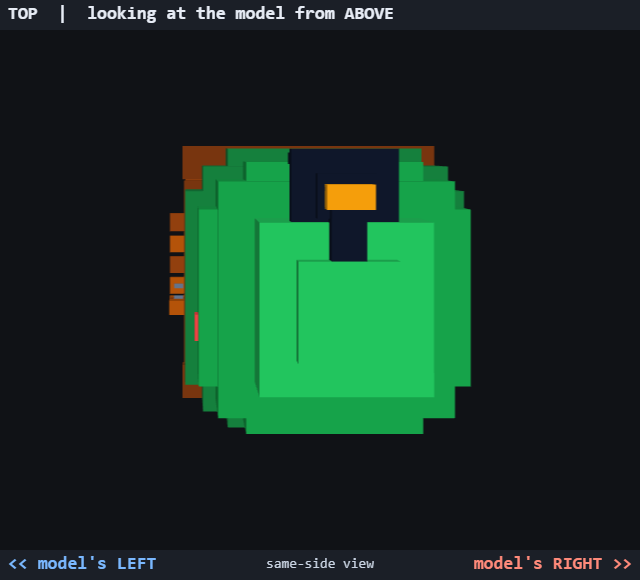 TOP | looking at the model from ABOVE
<< model's LEFT same-side view model's RIGHT >>